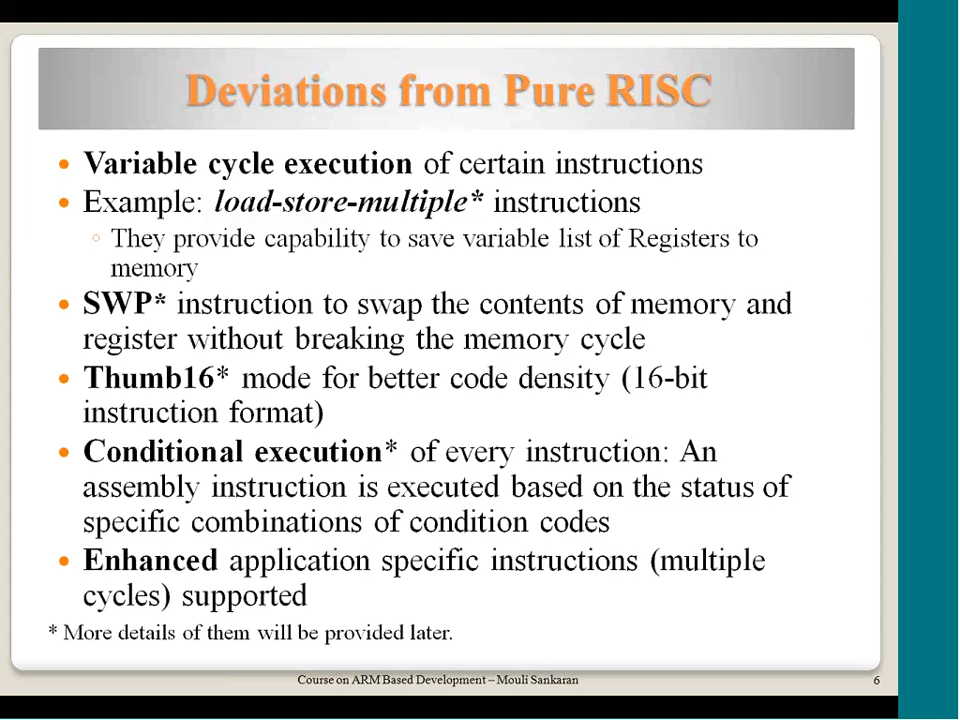 Deviations from Pure RISC
• Variable cycle execution of certain instructions
• Example: load-store-multiple* instructions
◦ They provide capability to save variable list of Registers to
memory
• SWP* instruction to swap the contents of memory and
register without breaking the memory cycle
• Thumb16* mode for better code density (16-bit
instruction format)
• Conditional execution* of every instruction: An
assembly instruction is executed based on the status of
specific combinations of condition codes
• Enhanced application specific instructions (multiple
cycles) supported
* More details of them will be provided later.
Course on ARM Based Development – Mouli Sankaran
6